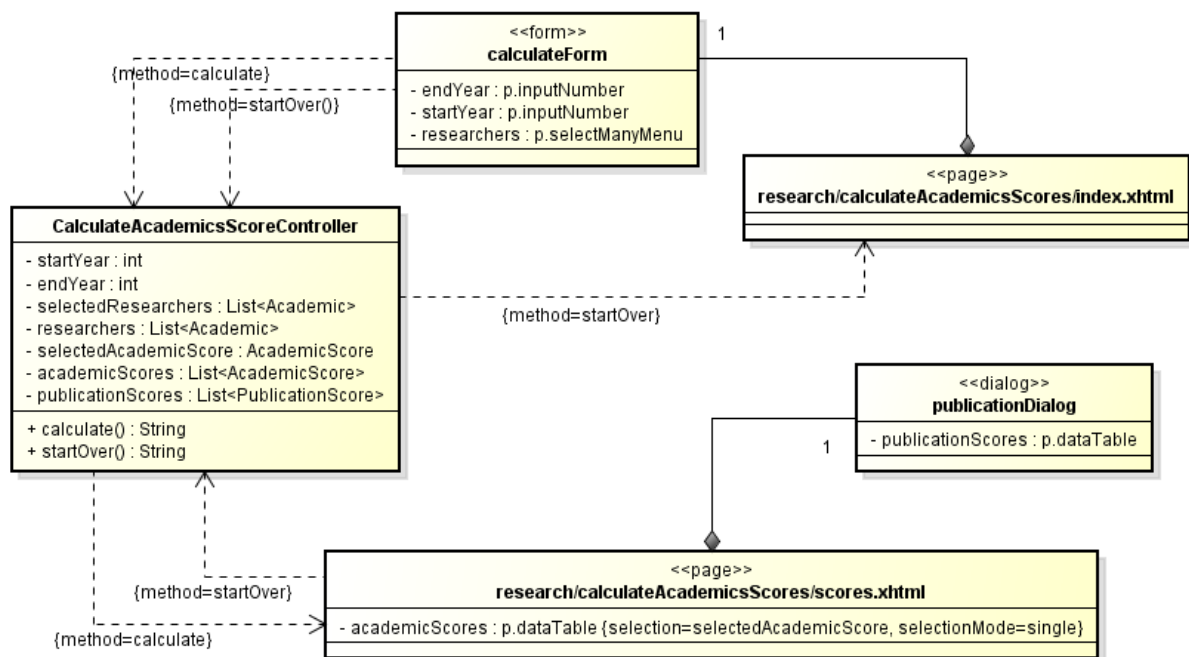 <<form>>
calculateForm
- endYear : p.inputNumber
- startYear : p.inputNumber
- researchers : p.selectManyMenu
1
{method=calculate}
{method=startOver()}
<<page>>
research/calculateAcademicsScores/index.xhtml
CalculateAcademicsScoreController
- startYear : int
- endYear : int
- selectedResearchers : List<Academic>
- researchers : List<Academic>
- selectedAcademicScore : AcademicScore
- academicScores : List<AcademicScore>
- publicationScores : List<PublicationScore>
+ calculate() : String
+ startOver() : String
{method=startOver}
<<dialog>>
publicationDialog
- publicationScores : p.dataTable
1
{method=startOver}
{method=calculate}
<<page>>
research/calculateAcademicsScores/scores.xhtml
- academicScores : p.dataTable {selection=selectedAcademicScore, selectionMode=single}